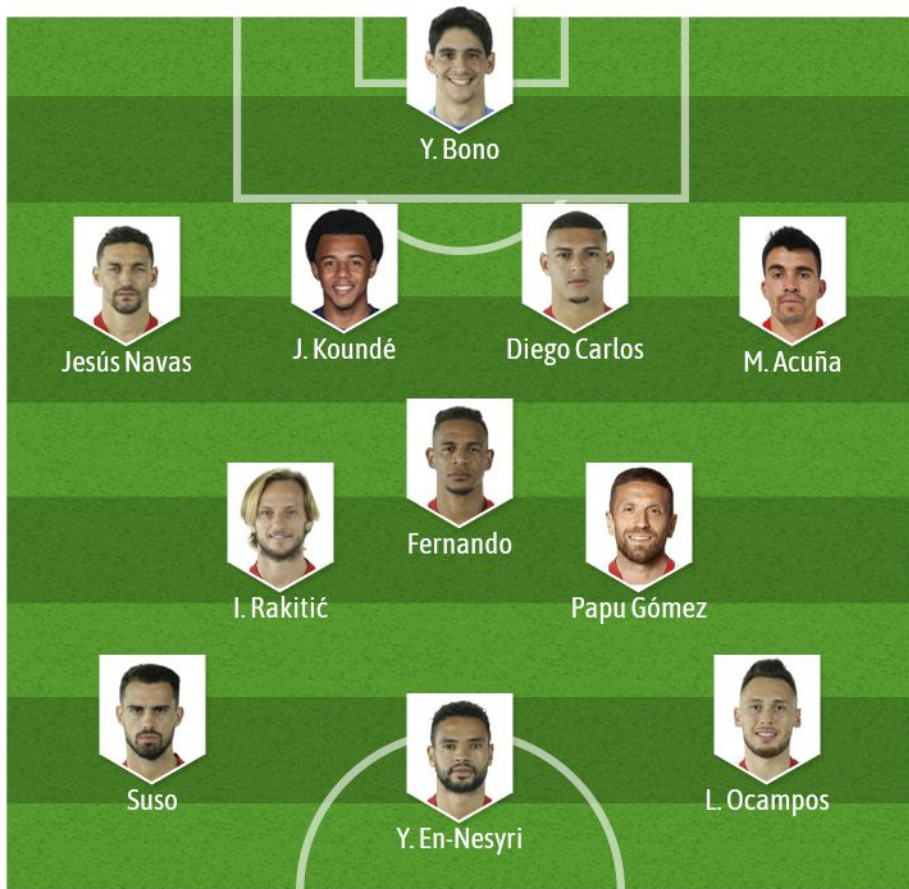 Y. Bono
Jesús Navas
J. Koundé
Diego Carlos
M. Acuña
Fernando
I. Rakitić
Papu Gómez
Suso
Y. En-Nesyri
L. Ocampos